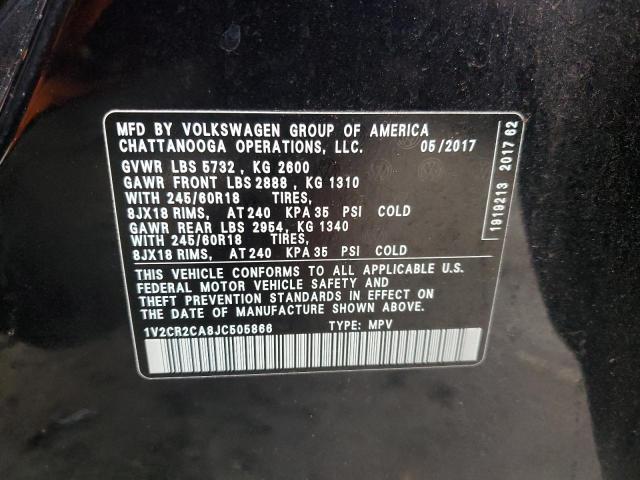 MFD BY VOLKSWAGEN GROUP OF AMERICA
CHATTANOOGA OPERATIONS, LLC. 05/2017
GVWR LBS 5732 , KG 2600
GAWR FRONT LBS 2888 , KG 1310
WITH 245/60R18 TIRES,
8JX18 RIMS, AT 240 KPA 35 PSI COLD
GAWR REAR LBS 2954, KG 1340
WITH 245/60R18 TIRES,
8JX18 RIMS, AT 240 KPA 35 PSI COLD
THIS VEHICLE CONFORMS TO ALL APPLICABLE U.S.
FEDERAL MOTOR VEHICLE SAFETY AND
THEFT PREVENTION STANDARDS IN EFFECT ON
THE DATE OF MANUFACTURE SHOWN ABOVE
1V2CR2CA8JC505866 TYPE: MPV
1919213 2017 62